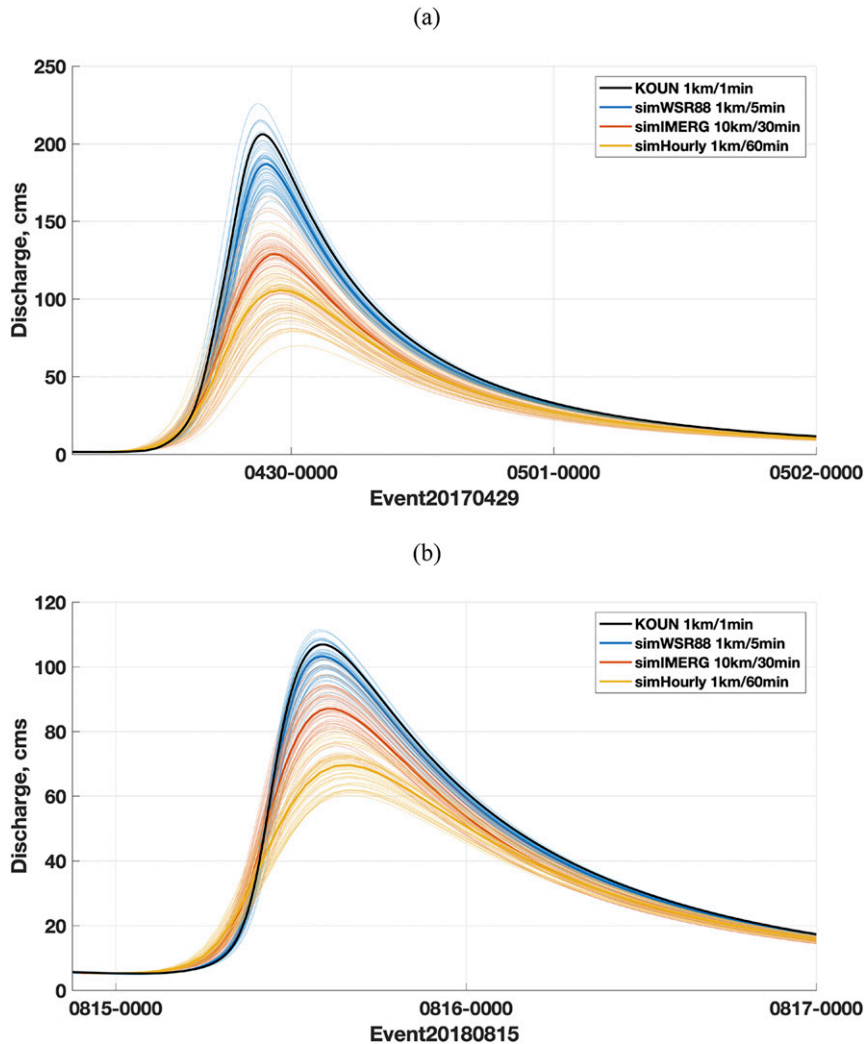 (a)
250
200
150
100
50
0
Discharge, cms
KOUN 1km/1min
simWSR88 1km/5min
simIMERG 10km/30min
simHourly 1km/60min
0430-0000
0501-0000
0502-0000
Event20170429
(b)
120
100
80
60
40
20
0
Discharge, cms
KOUN 1km/1min
simWSR88 1km/5min
simIMERG 10km/30min
simHourly 1km/60min
0815-0000
0816-0000
0817-0000
Event20180815